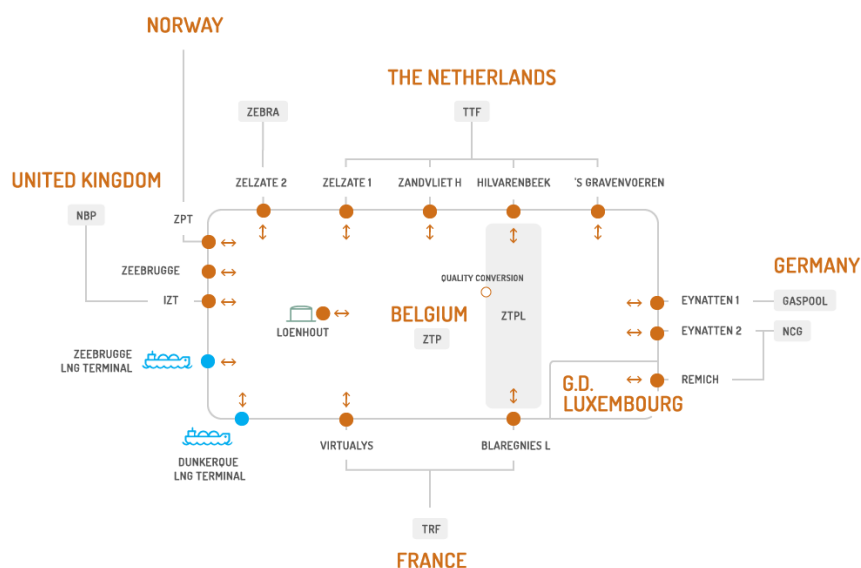 NORWAY
THE NETHERLANDS
ZEBRA
TTF
UNITED KINGDOM
ZELZATE 2
ZELZATE 1
ZANDVLIET H
HILVARENBEEK
'S GRAVENVOEREN
NBP
ZPT
ZEEBRUGGE
IZT
QUALITY CONVERSION
GERMANY
EYNATTEN 1
GASPOOL
BELGIUM
ZTPL
LOENHOUT
ZTP
EYNATTEN 2
NCG
ZEEBRUGGE
LNG TERMINAL
G.D.
LUXEMBOURG
REMICH
VIRTUALYS
BLAREGNIES L
DUNKERQUE
LNG TERMINAL
TRF
FRANCE